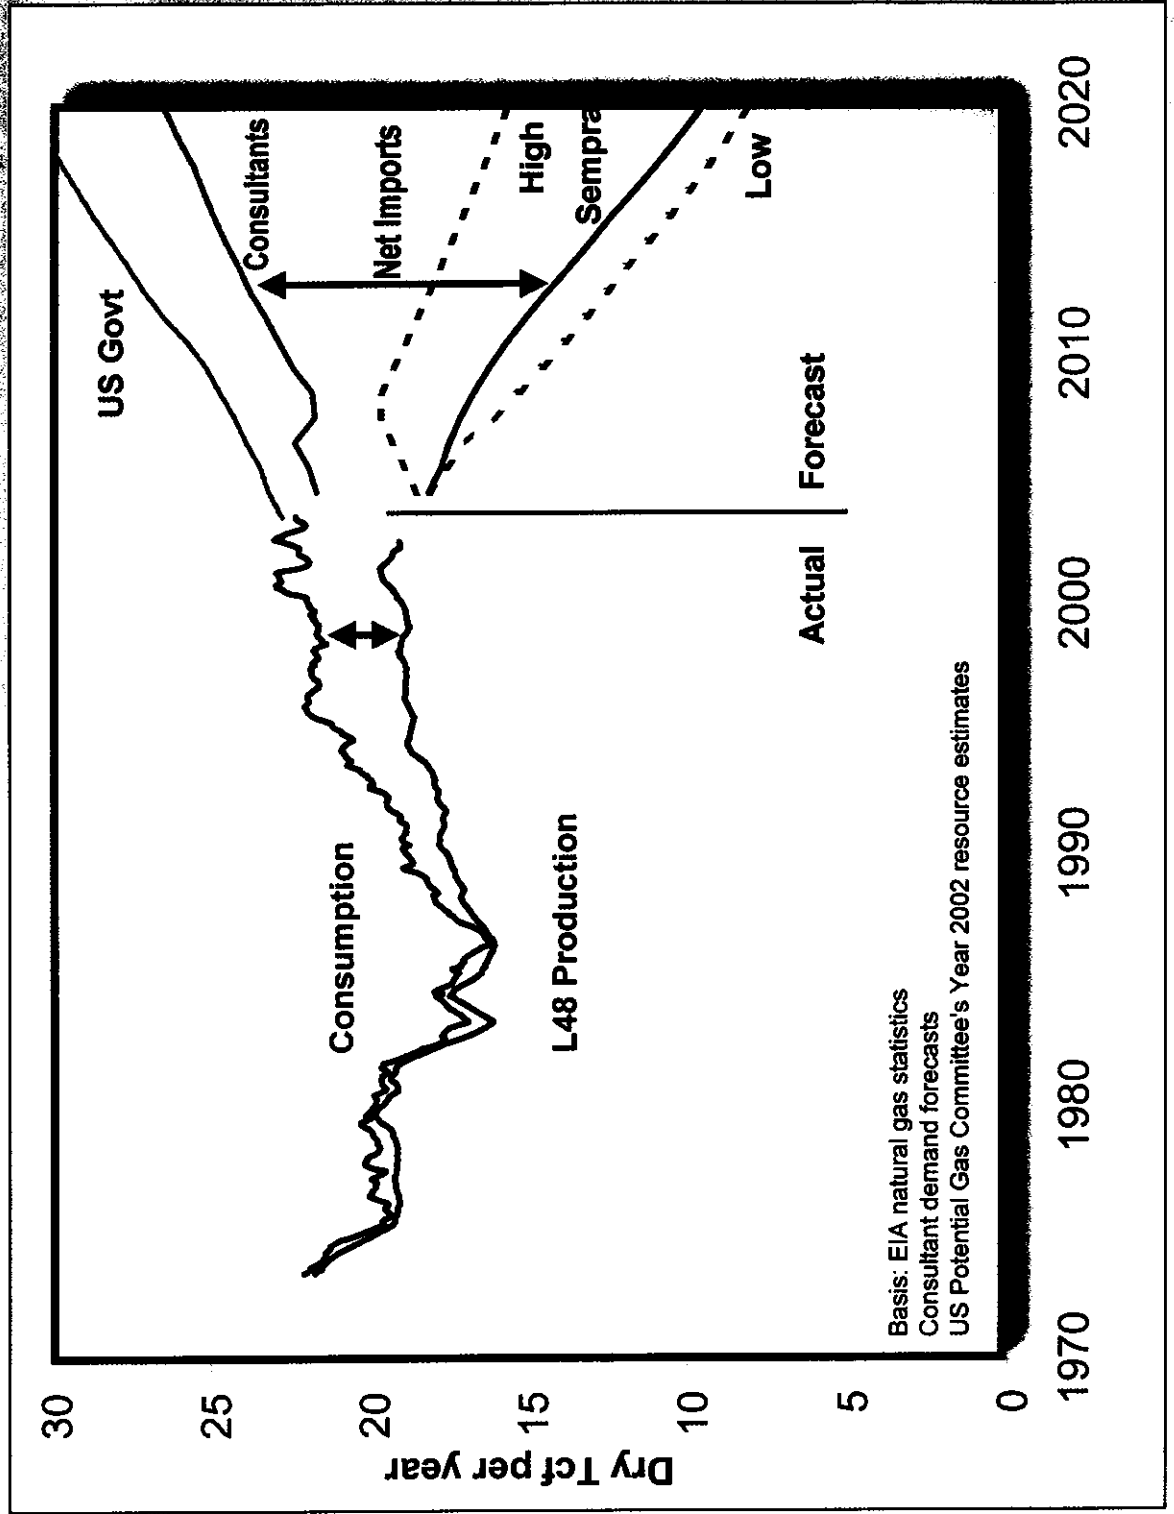 30
25
20
15
10
5
0
Dry Tcf per year
US Govt
Consultants
Net Imports
High
Sempra
Low
Consumption
L48 Production
Actual
Forecast
Basis: EIA natural gas statistics
Consultant demand forecasts
US Potential Gas Committee's Year 2002 resource estimates
1970
1980
1990
2000
2010
2020